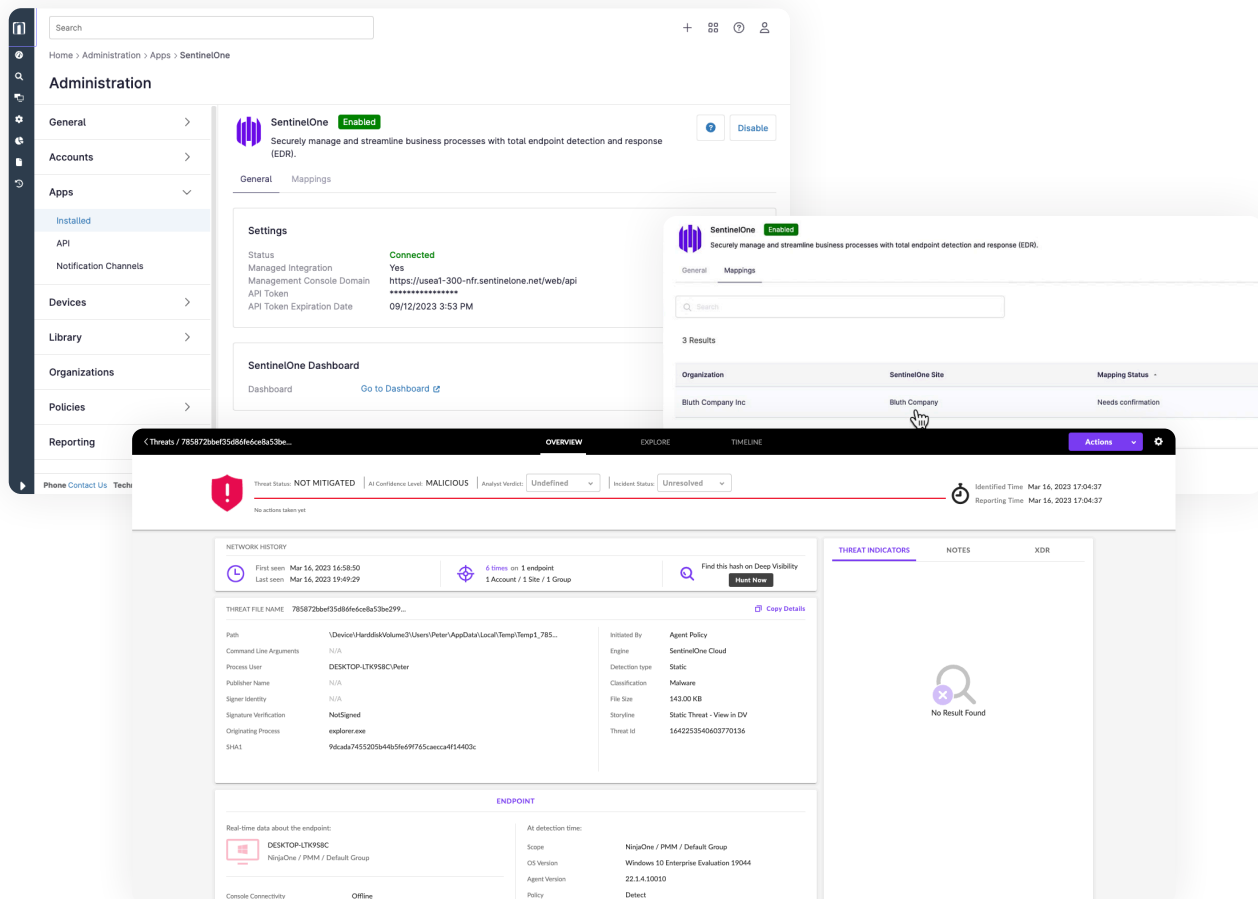 Search
Home > Administration > Apps > SentinelOne
Administration
General
Accounts
Apps
Installed
API
Notification Channels
Devices
Library
Organizations
Policies
Reporting
Phone Contact Us
SentinelOne Enabled
Securely manage and streamline business processes with total endpoint detection and response
(EDR).
Disable
General Mappings
Settings
Status Connected
Managed Integration Yes
Management Console Domain https://usea1-300-nfr.sentinelone.net/web/api
API Token ****************
API Token Expiration Date 09/12/2023 3:53 PM
SentinelOne Dashboard
Dashboard Go to Dashboard
SentinelOne Enabled
Securely manage and streamline business processes with total endpoint detection and response (EDR).
General Mappings
Search
3 Results
Organization SentinelOne Site Mapping Status
Bluth Company Inc Bluth Company Needs confirmation
Threats / 785872bbef35d86fe6ce8a53be... OVERVIEW EXPLORE TIMELINE Actions
Threat Status: NOT MITIGATED AI Confidence Level: MALICIOUS Analyst Verdict: Undefined Incident Status: Unresolved
No actions taken yet
Identified Time Mar 16, 2023 17:04:37
Reporting Time Mar 16, 2023 17:04:37
NETWORK HISTORY
First seen Mar 16, 2023 16:58:50
Last seen Mar 16, 2023 19:49:29
6 times on 1 endpoint
1 Account / 1 Site / 1 Group
Find this hash on Deep Visibility
Hunt Now
THREAT FILE NAME 785872bbef35d86fe6ce8a53be299... Copy Details
Path \Device\HarddiskVolume3\Users\Peter\AppData\Local\Temp\Temp1_785...
Command Line Arguments N/A
Process User DESKTOP-LTK9S8C\Peter
Publisher Name N/A
Signer Identity N/A
Signature Verification NotSigned
Originating Process explorer.exe
SHA1 9dcada7455205b44b5fe69f765caecca4f14403c
Initiated By Agent Policy
Engine SentinelOne Cloud
Detection type Static
Classification Malware
File Size 143.00 KB
Storyline Static Threat - View in DV
Threat Id 1642253540603770136
THREAT INDICATORS NOTES XDR
No Result Found
ENDPOINT
Real-time data about the endpoint:
DESKTOP-LTK9S8C
NinjaOne / PMM / Default Group
Console Connectivity Offline
At detection time:
Scope NinjaOne / PMM / Default Group
OS Version Windows 10 Enterprise Evaluation 19044
Agent Version 22.1.4.10010
Policy Detect